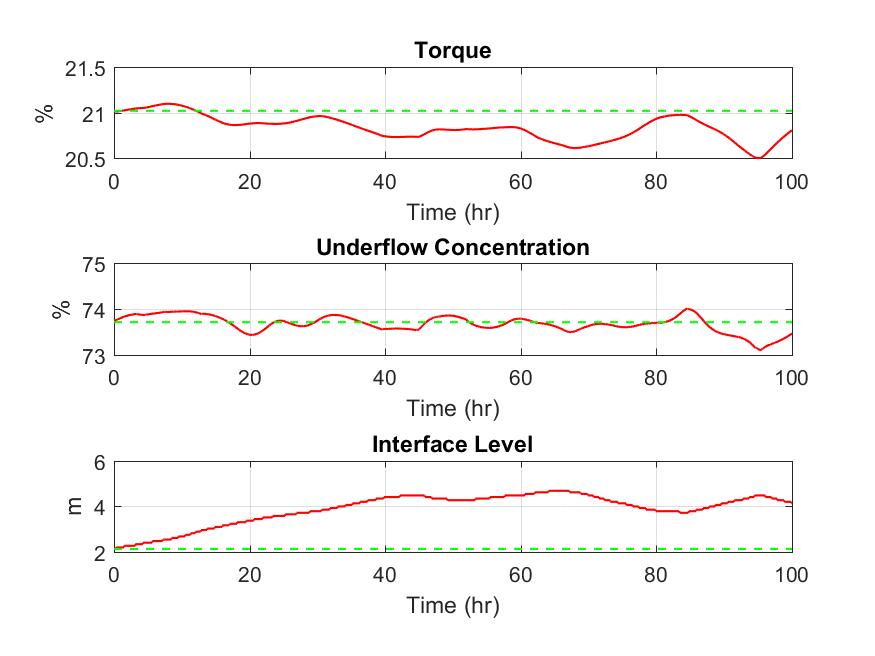 Torque
21.5
21
20.5
%
0 20 40 60 80 100
Time (hr)
Underflow Concentration
75
74
73
%
0 20 40 60 80 100
Time (hr)
Interface Level
6
4
2
m
0 20 40 60 80 100
Time (hr)